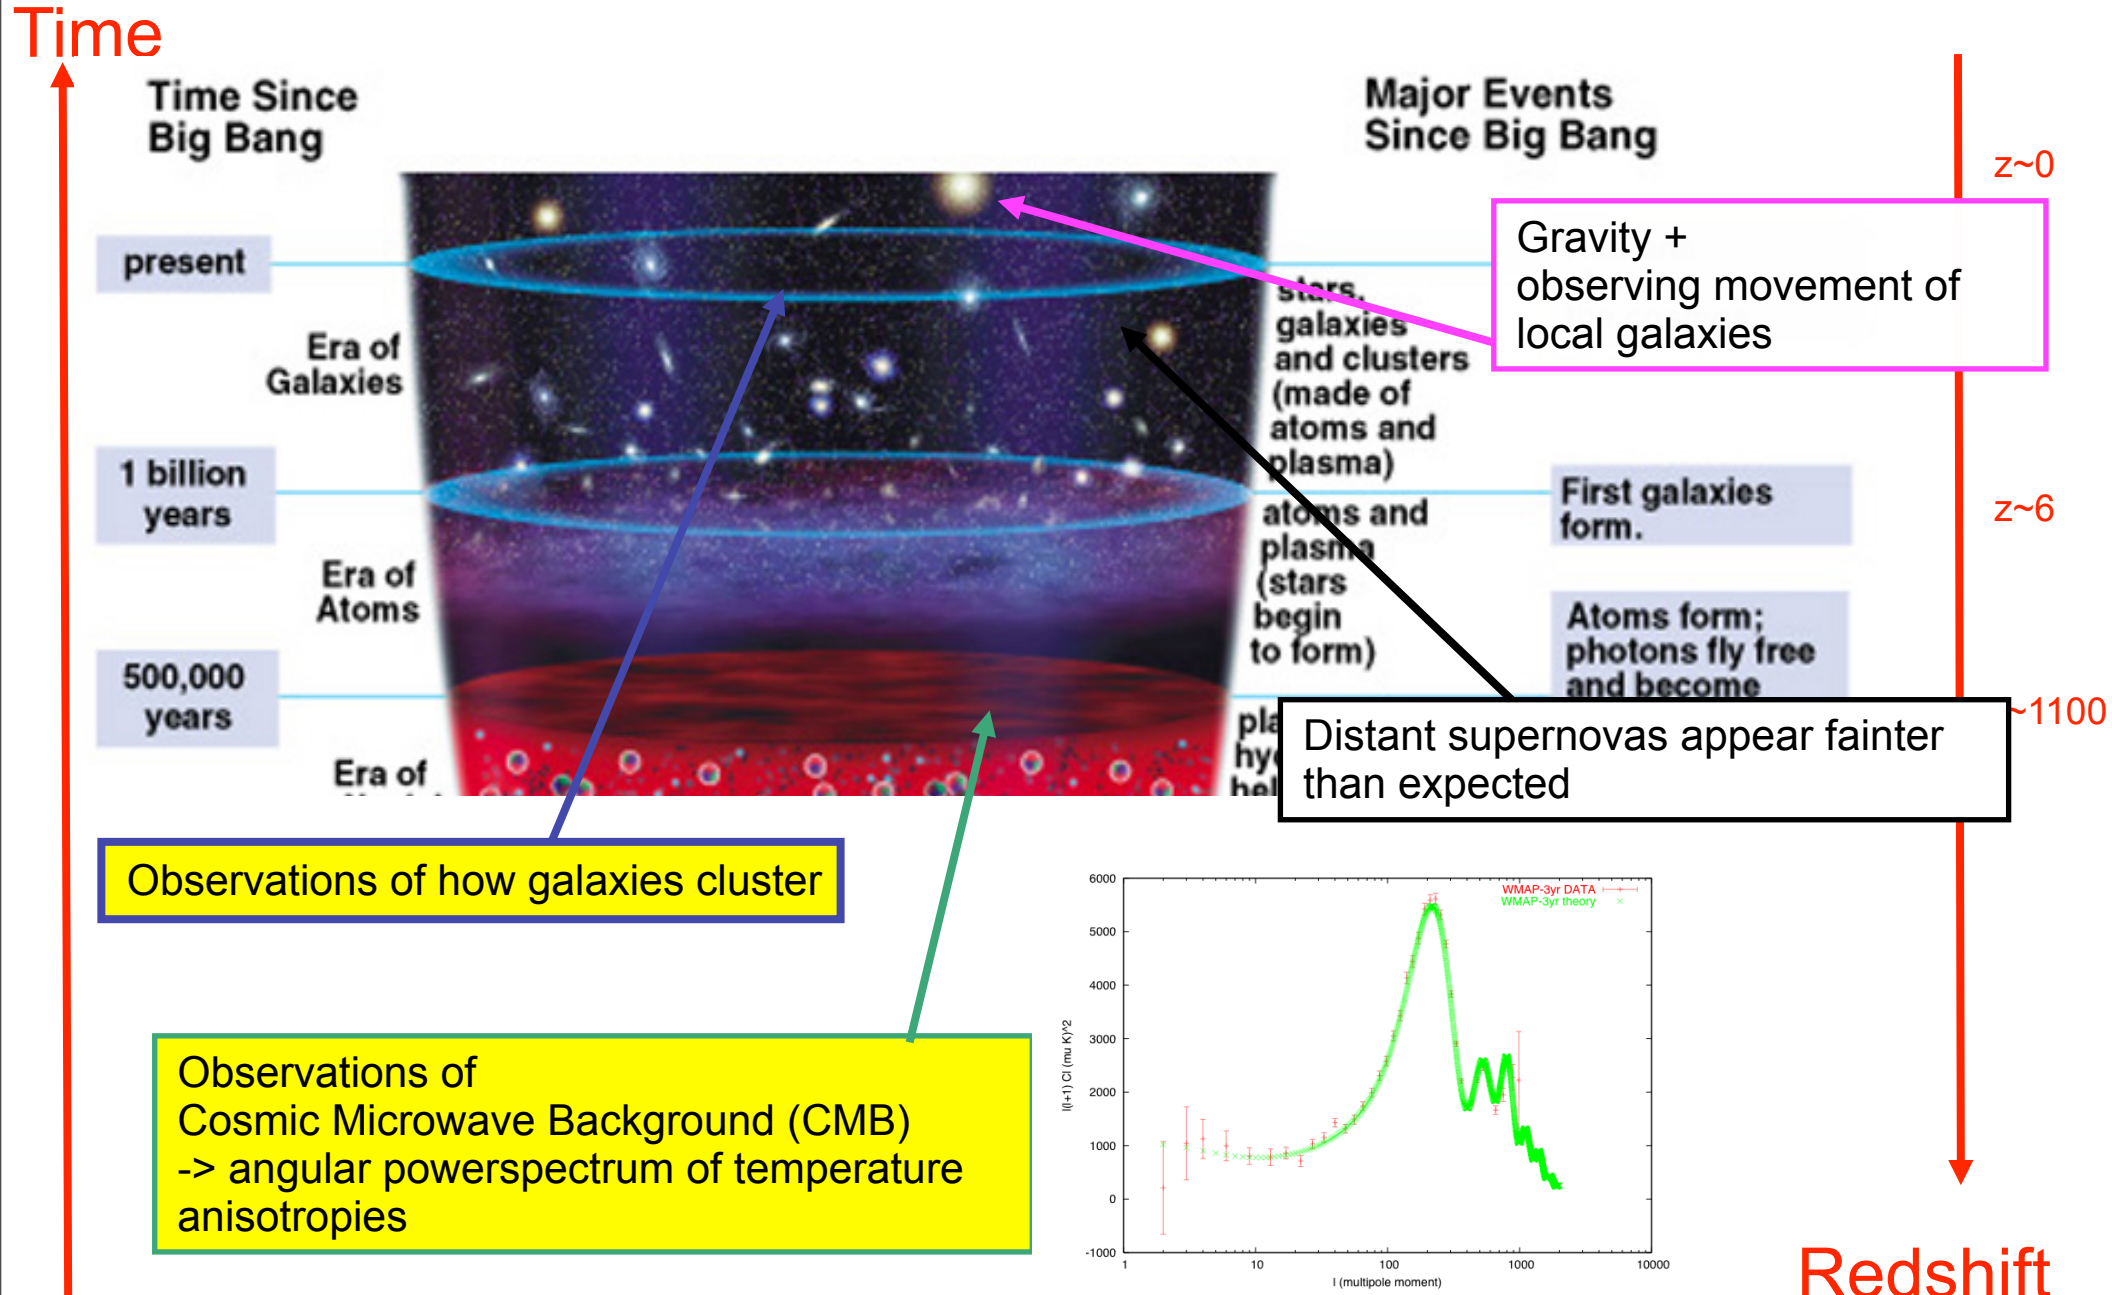 Time
Time Since
Big Bang
Major Events
Since Big Bang
z~0
present
Gravity +
observing movement of
local galaxies
Era of
Galaxies
stars,
galaxies
and clusters
(made of
atoms and
plasma)
1 billion
years
First galaxies
form.
z~6
Era of
Atoms
atoms and
plasma
(stars
begin
to form)
Atoms form;
photons fly free
and become
500,000
years
~1100
Distant supernovas appear fainter
than expected
Era of
Observations of how galaxies cluster
Observations of
Cosmic Microwave Background (CMB)
-> angular powerspectrum of temperature
anisotropies
WMAP-3yr DATA
WMAP-3yr theory
6000
5000
4000
3000
2000
1000
0
-1000
l(l+1) Cl (mu K)^2
1
10
100
1000
10000
l (multipole moment)
Redshift